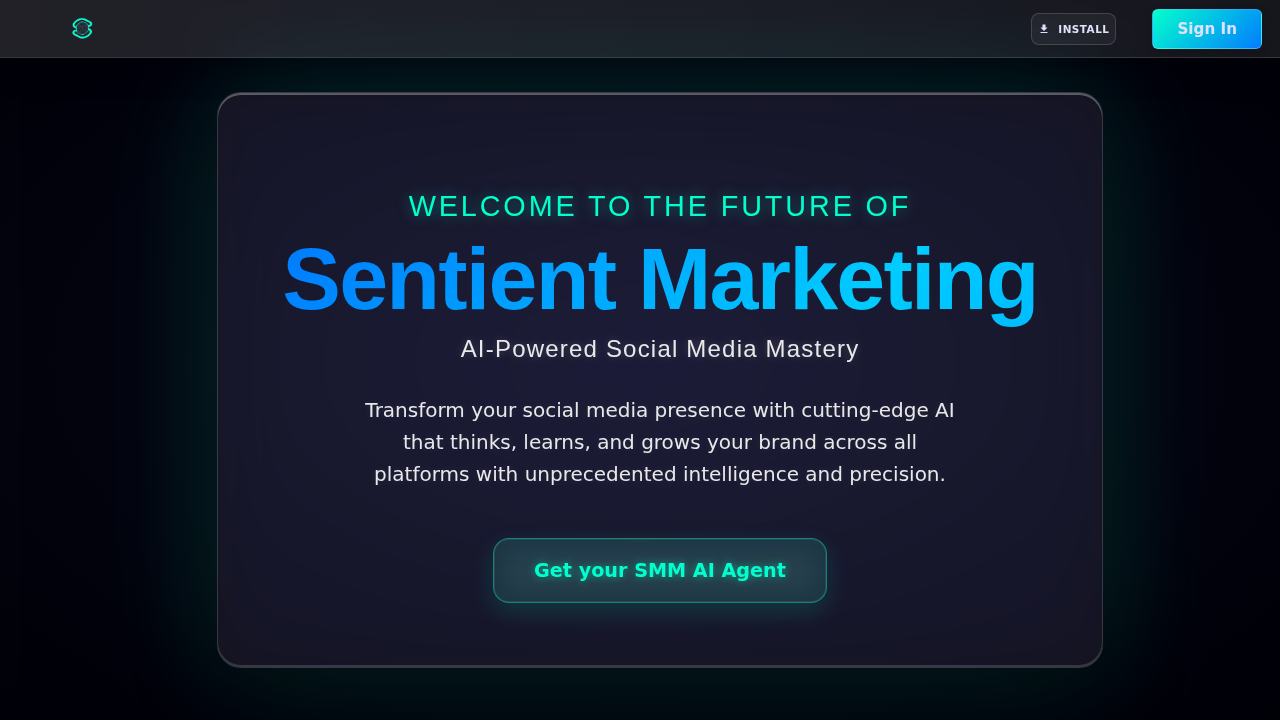 INSTALL
Sign In
WELCOME TO THE FUTURE OF
Sentient Marketing
AI-Powered Social Media Mastery
Transform your social media presence with cutting-edge AI
that thinks, learns, and grows your brand across all
platforms with unprecedented intelligence and precision.
Get your SMM AI Agent